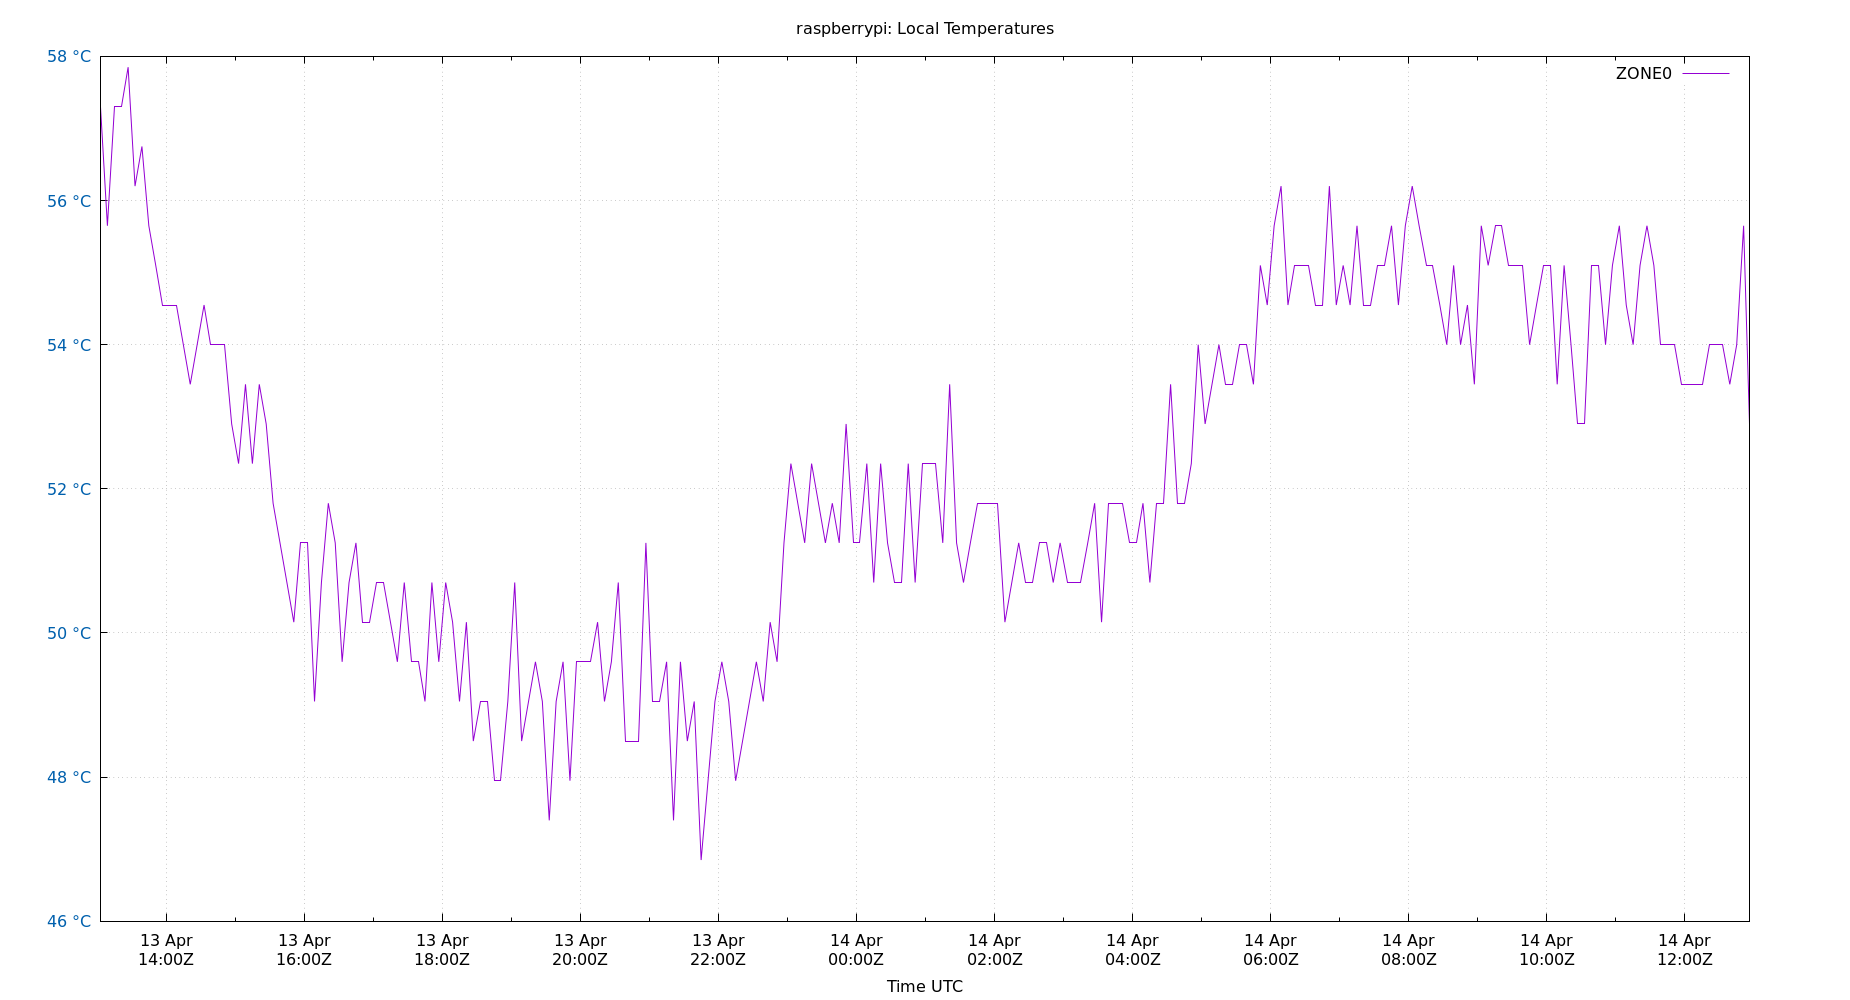 raspberrypi: Local Temperatures
58 °C
ZONE0
56 °C
54 °C
52 °C
50 °C
48 °C
46 °C
13 Apr 13 Apr 13 Apr 13 Apr 13 Apr 14 Apr 14 Apr 14 Apr 14 Apr 14 Apr 14 Apr 14 Apr
14:00Z 16:00Z 18:00Z 20:00Z 22:00Z 00:00Z 02:00Z 04:00Z 06:00Z 08:00Z 10:00Z 12:00Z
Time UTC